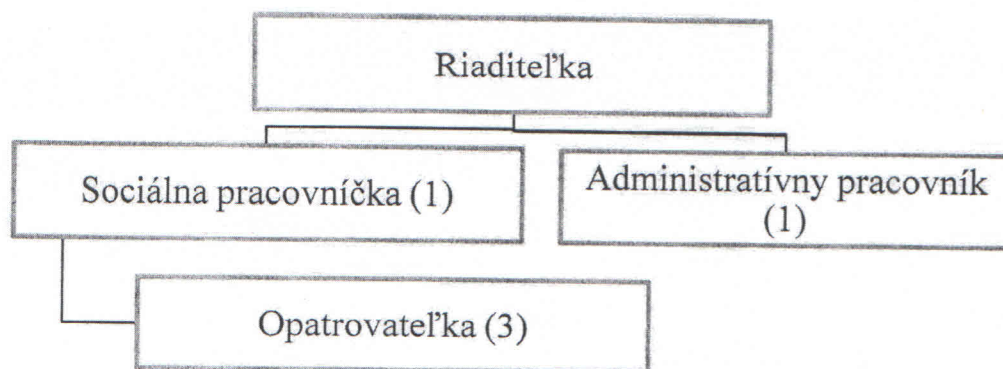 Riaditeľka
Sociálna pracovníčka (1)
Administratívny pracovník
(1)
Opatrovateľka (3)